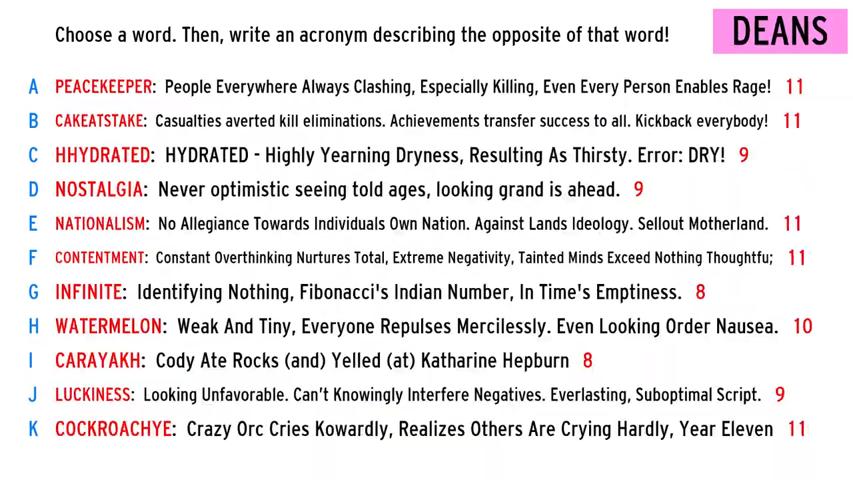 Choose a word. Then, write an acronym describing the opposite of that word!
DEANS
A PEACEKEEPER: People Everywhere Always Clashing, Especially Killing, Even Every Person Enables Rage! 11
B CAKEATSTAKE: Casualties averted kill eliminations. Achievements transfer success to all. Kickback everybody! 11
C HHYDRATED: HYDRATED - Highly Yearning Dryness, Resulting As Thirsty. Error: DRY! 9
D NOSTALGIA: Never optimistic seeing told ages, looking grand is ahead. 9
E NATIONALISM: No Allegiance Towards Individuals Own Nation. Against Lands Ideology. Sellout Motherland. 11
F CONTENTMENT: Constant Overthinking Nurtures Total, Extreme Negativity, Tainted Minds Exceed Nothing Thoughtfu; 11
G INFINITE: Identifying Nothing, Fibonacci's Indian Number, In Time's Emptiness. 8
H WATERMELON: Weak And Tiny, Everyone Repulses Mercilessly. Even Looking Order Nausea. 10
I CARAYAKH: Cody Ate Rocks (and) Yelled (at) Katharine Hepburn 8
J LUCKINESS: Looking Unfavorable. Can't Knowingly Interfere Negatives. Everlasting, Suboptimal Script. 9
K COCKROACHYE: Crazy Orc Cries Kowardly, Realizes Others Are Crying Hardly, Year Eleven 11